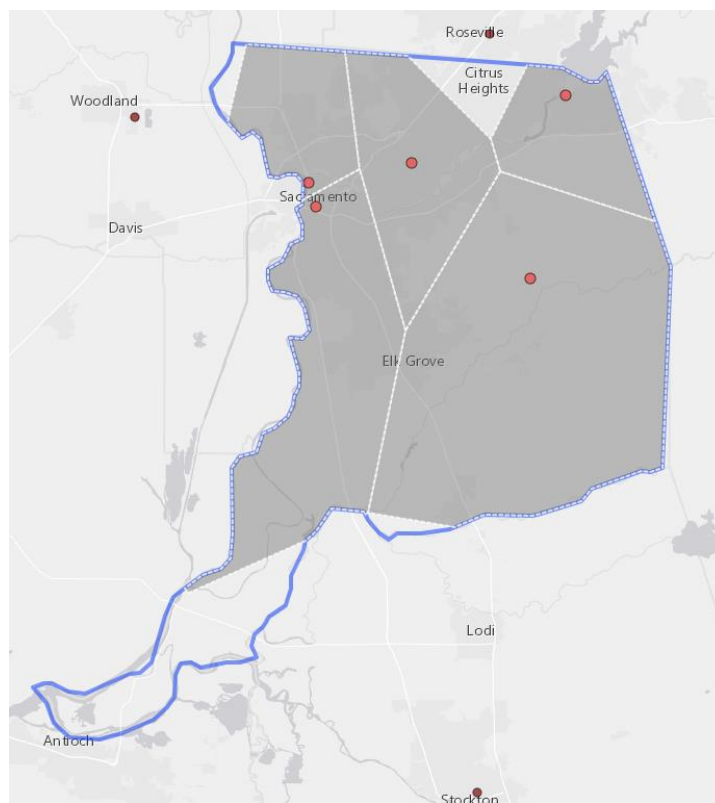 Roseville
Citrus
Heights
Woodland
Sacramento
Davis
Elk Grove
Lodi
Antioch
Stockton